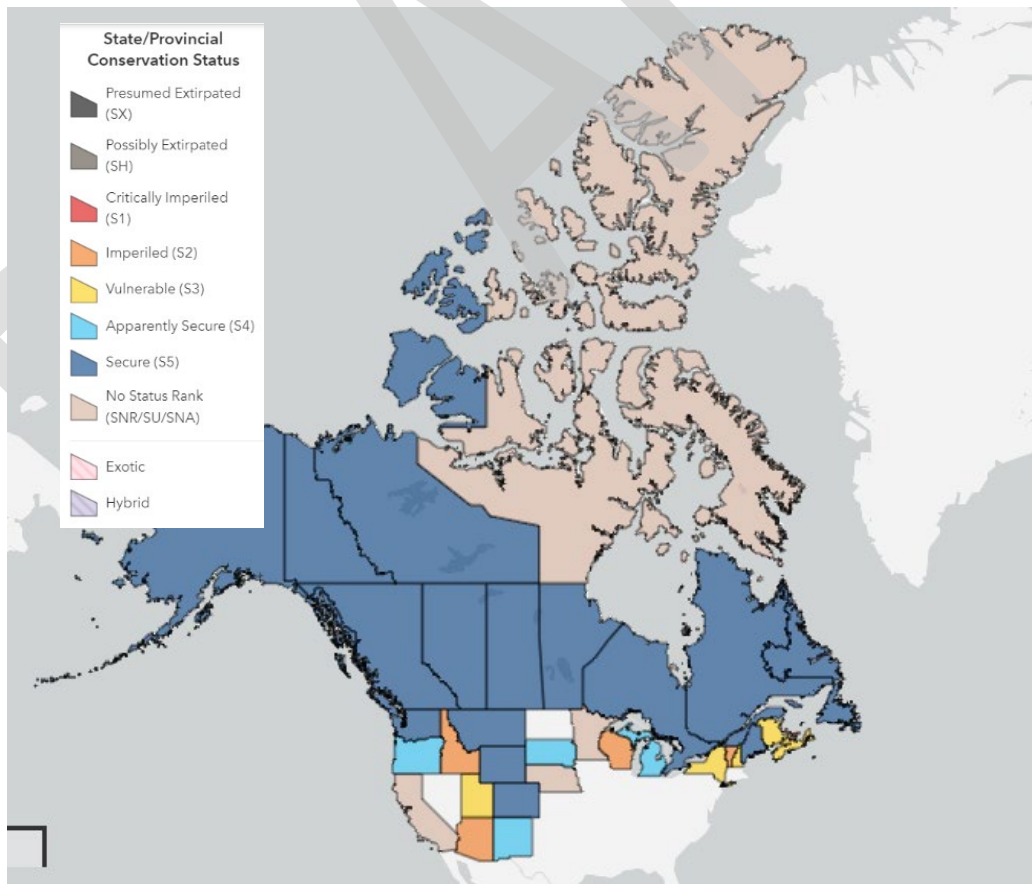 State/Provincial
Conservation Status
Presumed Extirpated
(SX)
Possibly Extirpated
(SH)
Critically Imperiled
(S1)
Imperiled (S2)
Vulnerable (S3)
Apparently Secure (S4)
Secure (S5)
No Status Rank
(SNR/SU/SNA)
Exotic
Hybrid